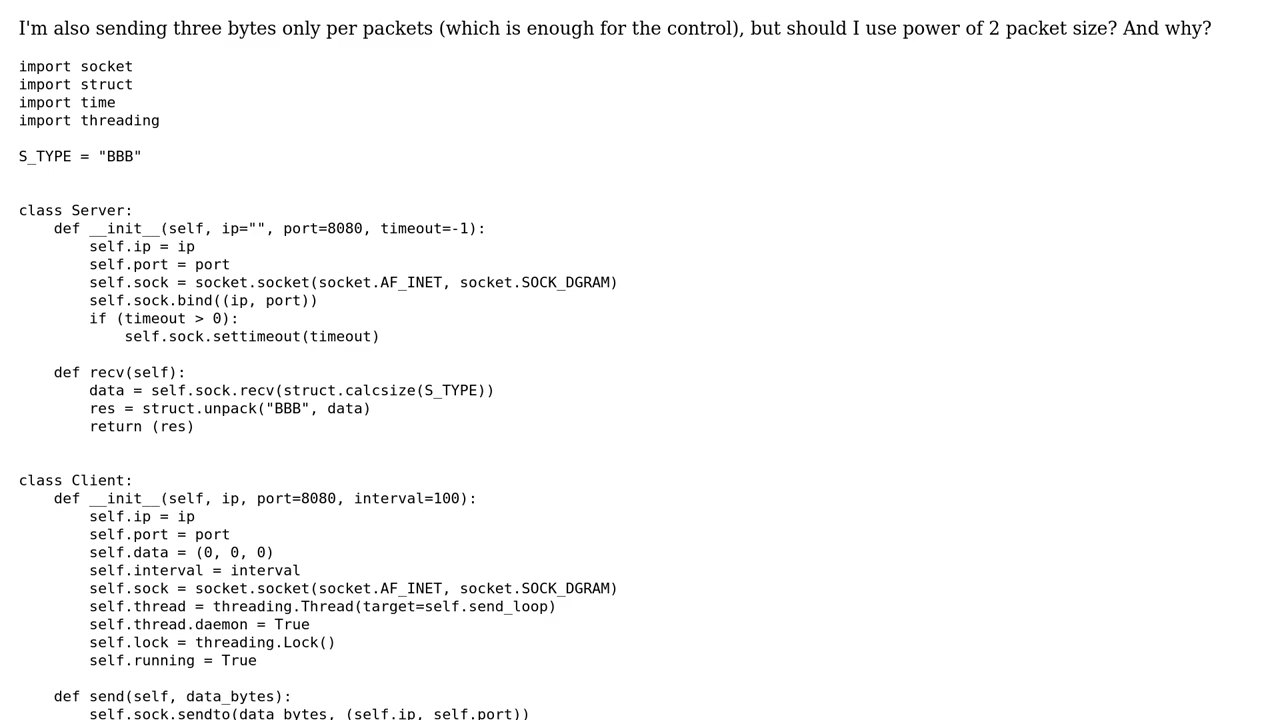 I'm also sending three bytes only per packets (which is enough for the control), but should I use power of 2 packet size? And why?
import socket
import struct
import time
import threading

S_TYPE = "BBB"


class Server:
    def __init__(self, ip="", port=8080, timeout=-1):
        self.ip = ip
        self.port = port
        self.sock = socket.socket(socket.AF_INET, socket.SOCK_DGRAM)
        self.sock.bind((ip, port))
        if (timeout > 0):
            self.sock.settimeout(timeout)

    def recv(self):
        data = self.sock.recv(struct.calcsize(S_TYPE))
        res = struct.unpack("BBB", data)
        return (res)


class Client:
    def __init__(self, ip, port=8080, interval=100):
        self.ip = ip
        self.port = port
        self.data = (0, 0, 0)
        self.interval = interval
        self.sock = socket.socket(socket.AF_INET, socket.SOCK_DGRAM)
        self.thread = threading.Thread(target=self.send_loop)
        self.thread.daemon = True
        self.lock = threading.Lock()
        self.running = True

    def send(self, data_bytes):
        self.sock.sendto(data_bytes, (self.ip, self.port))